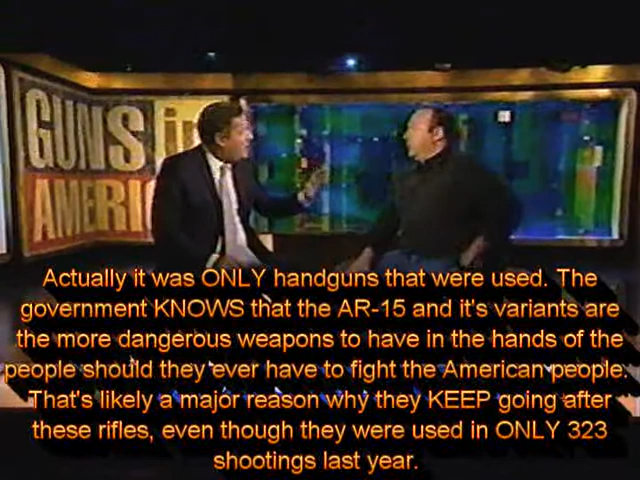 GUNS in
AMERI
Actually it was ONLY handguns that were used. The
government KNOWS that the AR-15 and it's variants are
the more dangerous weapons to have in the hands of the
people should they ever have to fight the American people.
That's likely a major reason why they KEEP going after
these rifles, even though they were used in ONLY 323
shootings last year.